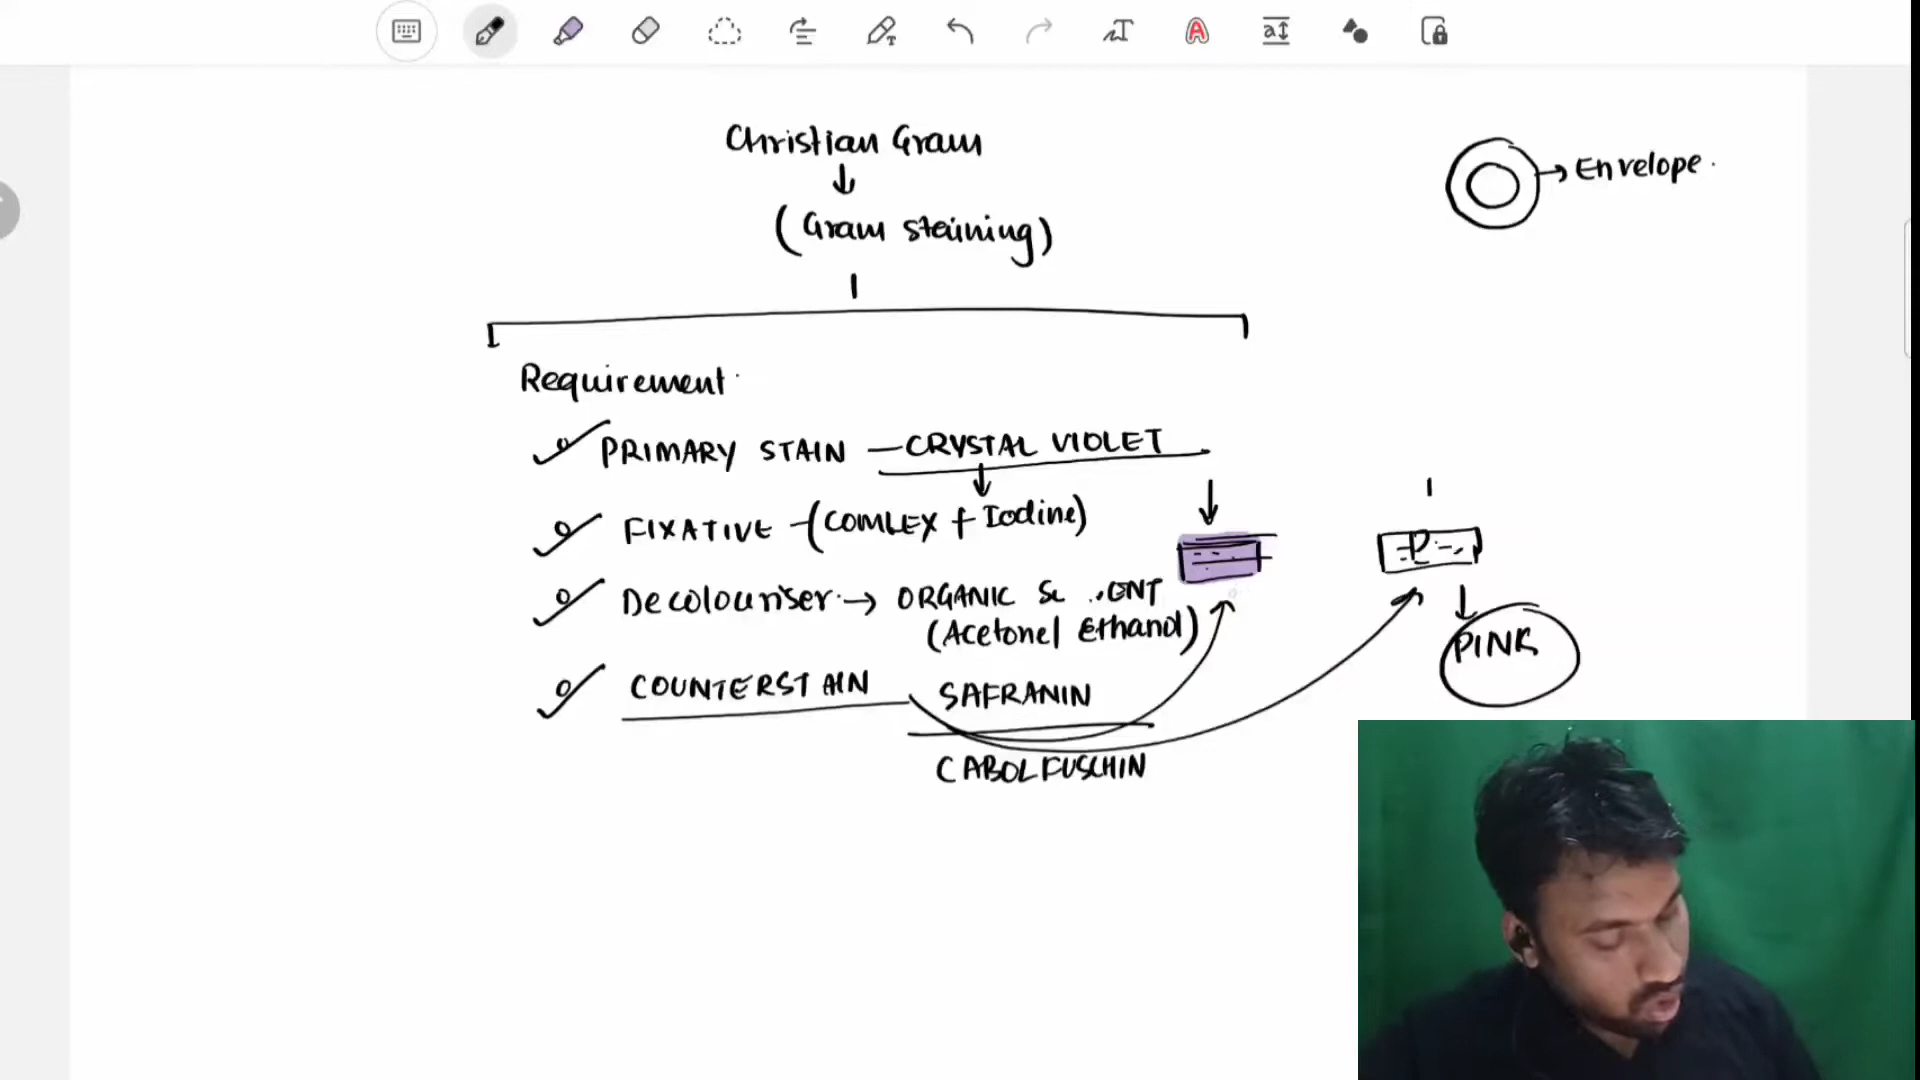 Christian Gram
(Gram staining)
Envelope.
Requirement.
PRIMARY STAIN - CRYSTAL VIOLET
FIXATIVE - (COMLEX + Iodine)
Decolouriser → ORGANIC
(Acetone/ Ethanol)
COUNTERSTAIN SAFRANIN
CABOLFUSCHIN
PINK